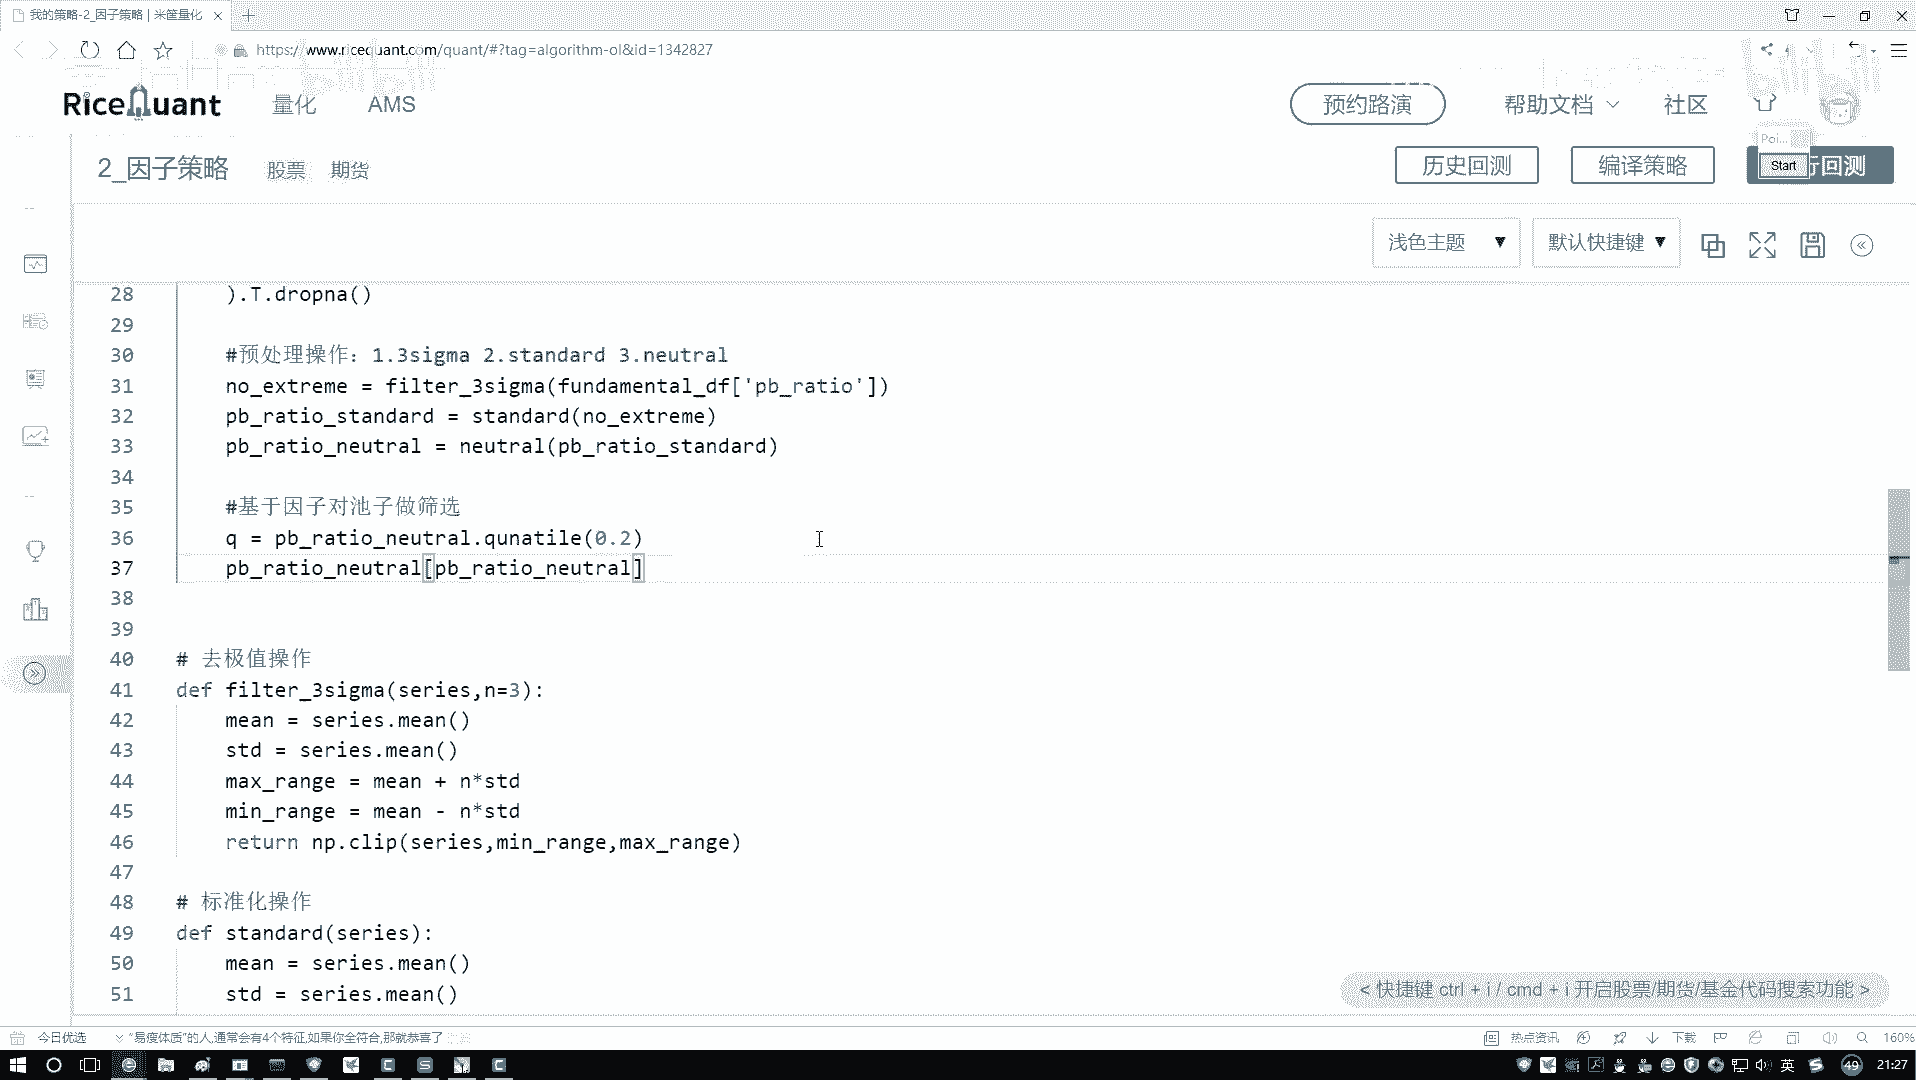 我的策略-2_因子策略 | 米筐量化
https://www.ricequant.com/quant/#?tag=algorithm-ol&id=1342827
RiceQuant 量化 AMS 预约路演 帮助文档 社区
Poi...
2_因子策略 股票 期货 历史回测 编译策略 Start 行回测
浅色主题 默认快捷键
28 ).T.dropna()
29
30 #预处理操作：1.3sigma 2.standard 3.neutral
31 no_extreme = filter_3sigma(fundamental_df['pb_ratio'])
32 pb_ratio_standard = standard(no_extreme)
33 pb_ratio_neutral = neutral(pb_ratio_standard)
34
35 #基于因子对池子做筛选
36 q = pb_ratio_neutral.qunatile(0.2)
37 pb_ratio_neutral[pb_ratio_neutral]
38
39
40 # 去极值操作
41 def filter_3sigma(series,n=3):
42 mean = series.mean()
43 std = series.mean()
44 max_range = mean + n*std
45 min_range = mean - n*std
46 return np.clip(series,min_range,max_range)
47
48 # 标准化操作
49 def standard(series):
50 mean = series.mean()
51 std = series.mean()
< 快捷键 ctrl + i / cmd + i 开启股票/期货/基金代码搜索功能 >
今日优选 “易瘦体质”的人,通常会有4个特征,如果你全符合,那就恭喜了 热点资讯 下载 160%
英 49 21:27